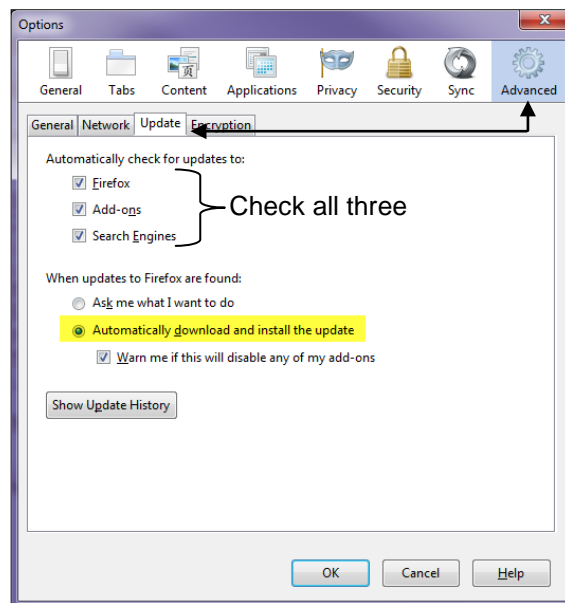 Options
General Tabs Content Applications Privacy Security Sync Advanced
General Network Update Encryption
Automatically check for updates to:
Firefox
Add-ons
Check all three
Search Engines
When updates to Firefox are found:
Ask me what I want to do
Automatically download and install the update
Warn me if this will disable any of my add-ons
Show Update History
OK Cancel Help